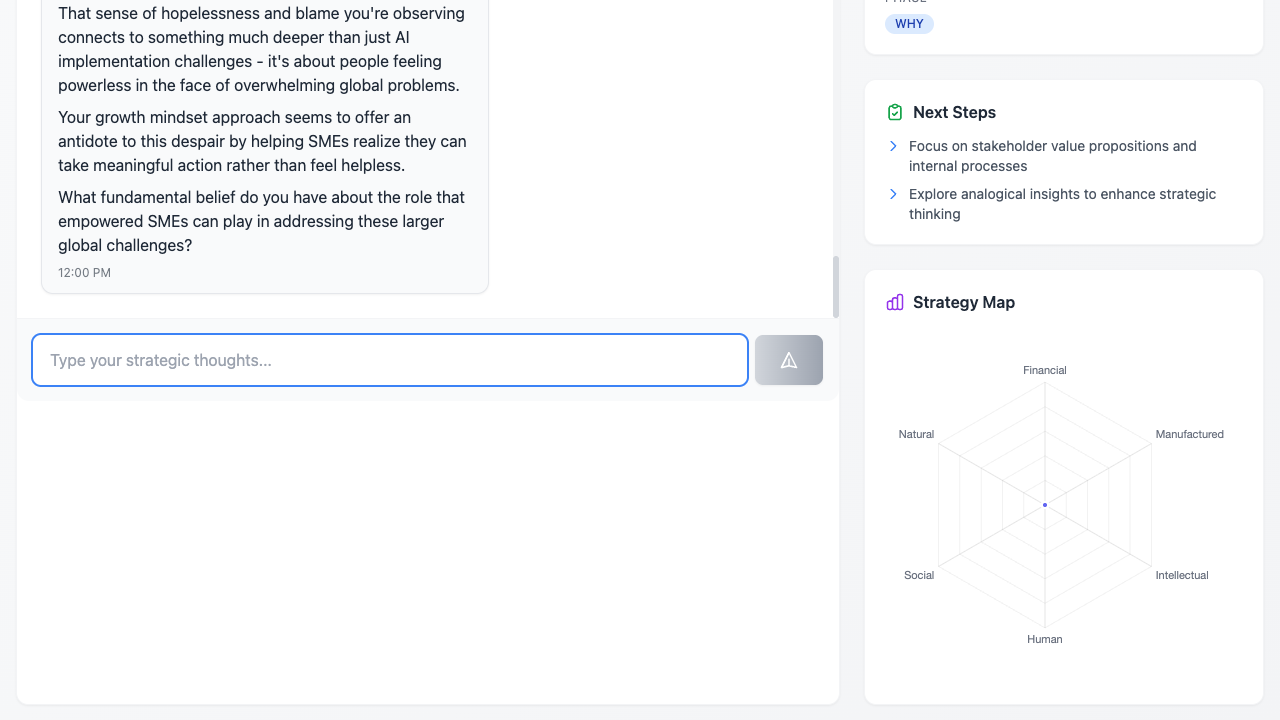 That sense of hopelessness and blame you're observing
connects to something much deeper than just AI
implementation challenges - it's about people feeling
powerless in the face of overwhelming global problems.
Your growth mindset approach seems to offer an
antidote to this despair by helping SMEs realize they can
take meaningful action rather than feel helpless.
What fundamental belief do you have about the role that
empowered SMEs can play in addressing these larger
global challenges?
12:00 PM
Type your strategic thoughts...
WHY
Next Steps
Focus on stakeholder value propositions and
internal processes
Explore analogical insights to enhance strategic
thinking
Strategy Map
Financial
Natural
Manufactured
Social
Intellectual
Human